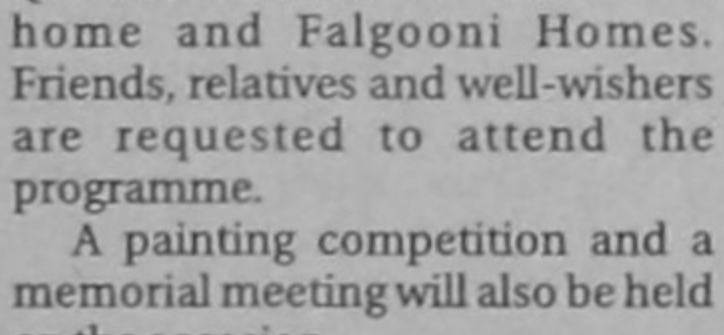 home and Falgooni Homes.
Friends, relatives and well-wishers
are requested to attend the
programme.
A painting competition and a
memorial meeting will also be held